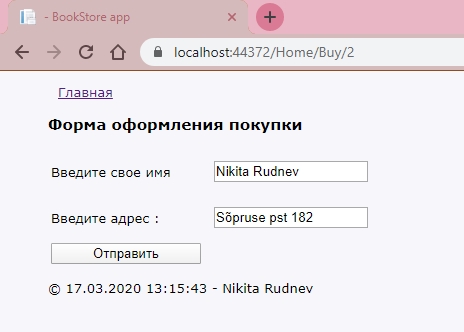 - BookStore app
localhost:44372/Home/Buy/2
Главная
Форма оформления покупки
Введите свое имя Nikita Rudnev
Введите адрес : Sõpruse pst 182
Отправить
© 17.03.2020 13:15:43 - Nikita Rudnev